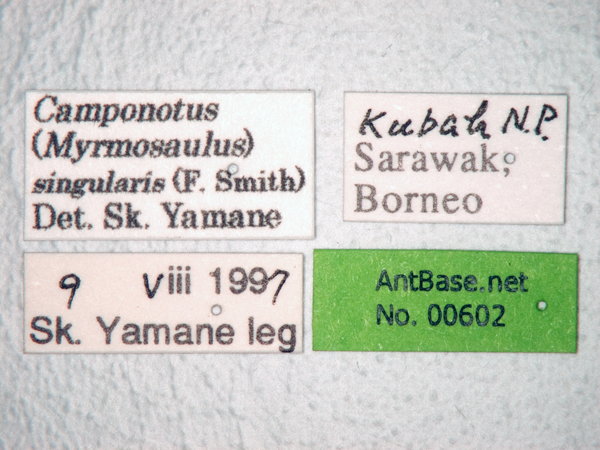 Camponotus
(Myrmosaulus)
singularis (F. Smith)
Det. Sk. Yamane
Kubah N.P.
Sarawak,
Borneo
9 viii 1997
Sk. Yamane leg
AntBase.net
No. 00602